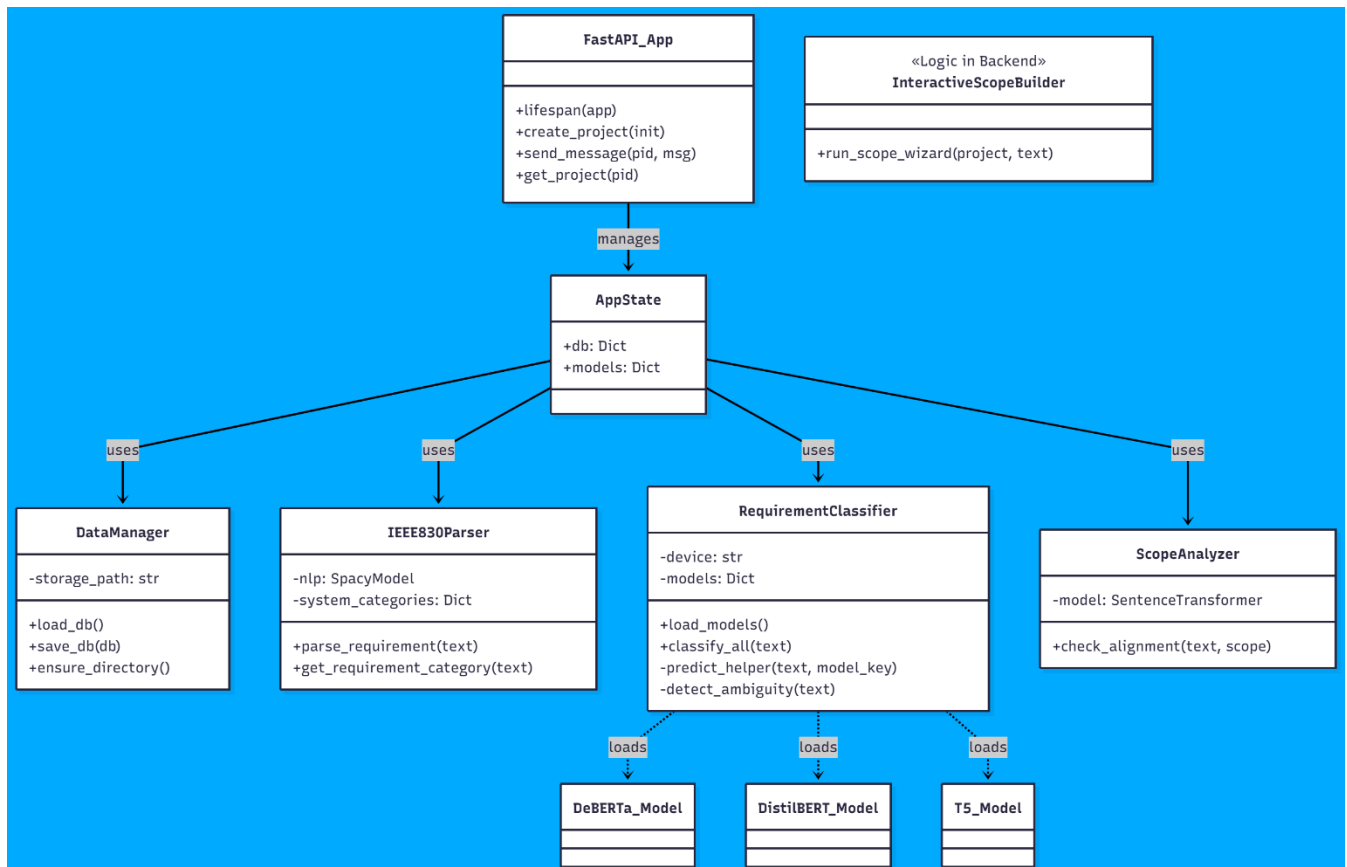 FastAPI_App
+lifespan(app)
+create_project(init)
+send_message(pid, msg)
+get_project(pid)
«Logic in Backend»
InteractiveScopeBuilder
+run_scope_wizard(project, text)
manages
AppState
+db: Dict
+models: Dict
uses
uses
uses
uses
DataManager
-storage_path: str
+load_db()
+save_db(db)
+ensure_directory()
IEEE830Parser
-nlp: SpacyModel
-system_categories: Dict
+parse_requirement(text)
+get_requirement_category(text)
RequirementClassifier
-device: str
-models: Dict
+load_models()
+classify_all(text)
-predict_helper(text, model_key)
-detect_ambiguity(text)
ScopeAnalyzer
-model: SentenceTransformer
+check_alignment(text, scope)
loads
loads
loads
DeBERTa_Model
DistilBERT_Model
T5_Model